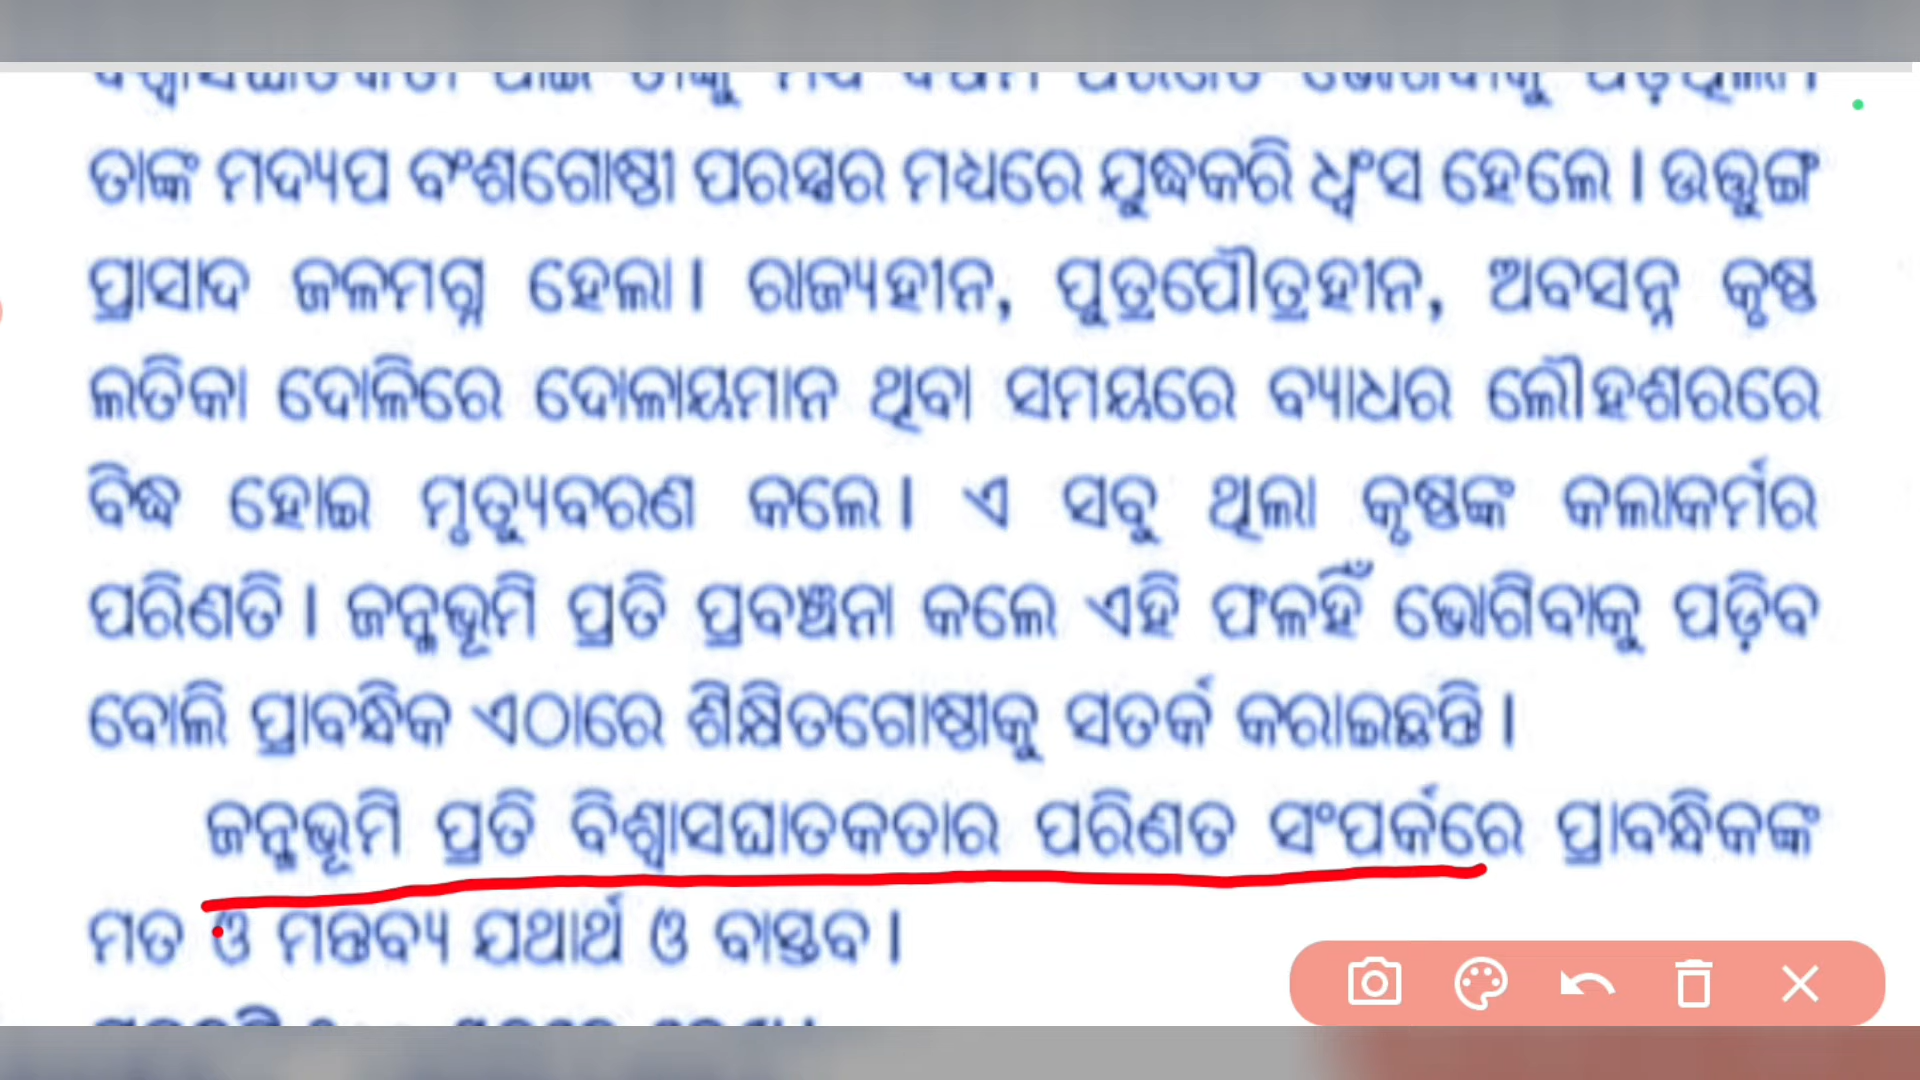 ତାଙ୍କ ମଦ୍ୟପ ବଂଶଗୋଷ୍ଠୀ ପରସ୍ପର ମଧ୍ୟରେ ଯୁଦ୍ଧକରି ଧ୍ବଂସ ହେଲେ । ଉତ୍ତୁଙ୍ଗ
ପ୍ରାସାଦ ଜଳମଗ୍ନ ହେଲା । ରାଜ୍ୟହୀନ, ପୁତ୍ରପୌତ୍ରହୀନ, ଅବସନ୍ନ କୃଷ୍ଣ
ଲତିକା ଦୋଳିରେ ଦୋଳାୟମାନ ଥିବା ସମୟରେ ବ୍ୟାଧର ଲୌହଶରରେ
ବିଦ୍ଧ ହୋଇ ମୃତ୍ୟୁବରଣ କଲେ । ଏ ସବୁ ଥିଲା କୃଷ୍ଣଙ୍କ କଲାକର୍ମର
ପରିଣତି । ଜନ୍ମଭୂମି ପ୍ରତି ପ୍ରବଞ୍ଚନା କଲେ ଏହି ଫଳହିଁ ଭୋଗିବାକୁ ପଡ଼ିବ
ବୋଲି ପ୍ରାବନ୍ଧିକ ଏଠାରେ ଶିକ୍ଷିତଗୋଷ୍ଠୀକୁ ସତର୍କ କରାଇଛନ୍ତି ।
ଜନ୍ମଭୂମି ପ୍ରତି ବିଶ୍ୱାସଘାତକତାର ପରିଣତ ସଂପର୍କରେ ପ୍ରାବନ୍ଧିକଙ୍କ
ମତ ଓ ମନ୍ତବ୍ୟ ଯଥାର୍ଥ ଓ ବାସ୍ତବ ।